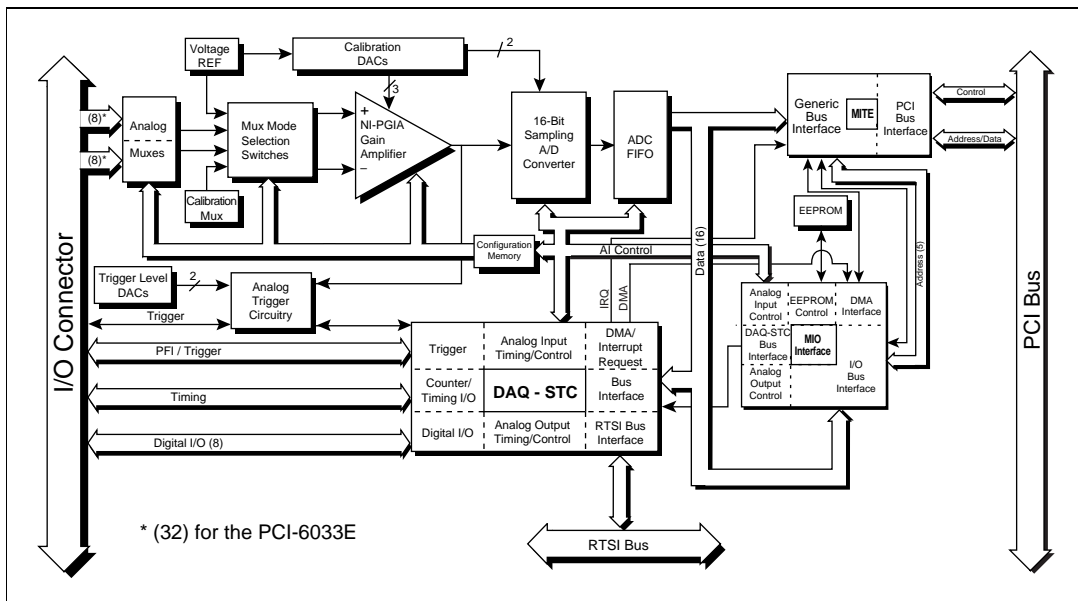 Voltage
REF
Calibration
DACs
2
3
(8)*
(8)*
Analog
Muxes
Mux Mode
Selection
Switches
+
NI-PGIA
Gain
Amplifier
–
16-Bit
Sampling
A/D
Converter
ADC
FIFO
Generic
Bus
Interface
MITE
PCI
Bus
Interface
Control
Address/Data
Calibration
Mux
EEPROM
Configuration
Memory
AI Control
Data (16)
Address (5)
IRQ
DMA
Trigger Level
DACs
2
Analog
Trigger
Circuitry
Trigger
Analog
Input
Control
EEPROM
Control
DMA
Interface
DAQ-STC
Bus
Interface
MIO
Interface
I/O
Bus
Interface
Analog
Output
Control
PFI / Trigger
Timing
Digital I/O (8)
Trigger
Analog Input
Timing/Control
DMA/
Interrupt
Request
Counter/
Timing I/O
DAQ - STC
Bus
Interface
Digital I/O
Analog Output
Timing/Control
RTSI Bus
Interface
I/O Connector
PCI Bus
* (32) for the PCI-6033E
RTSI Bus